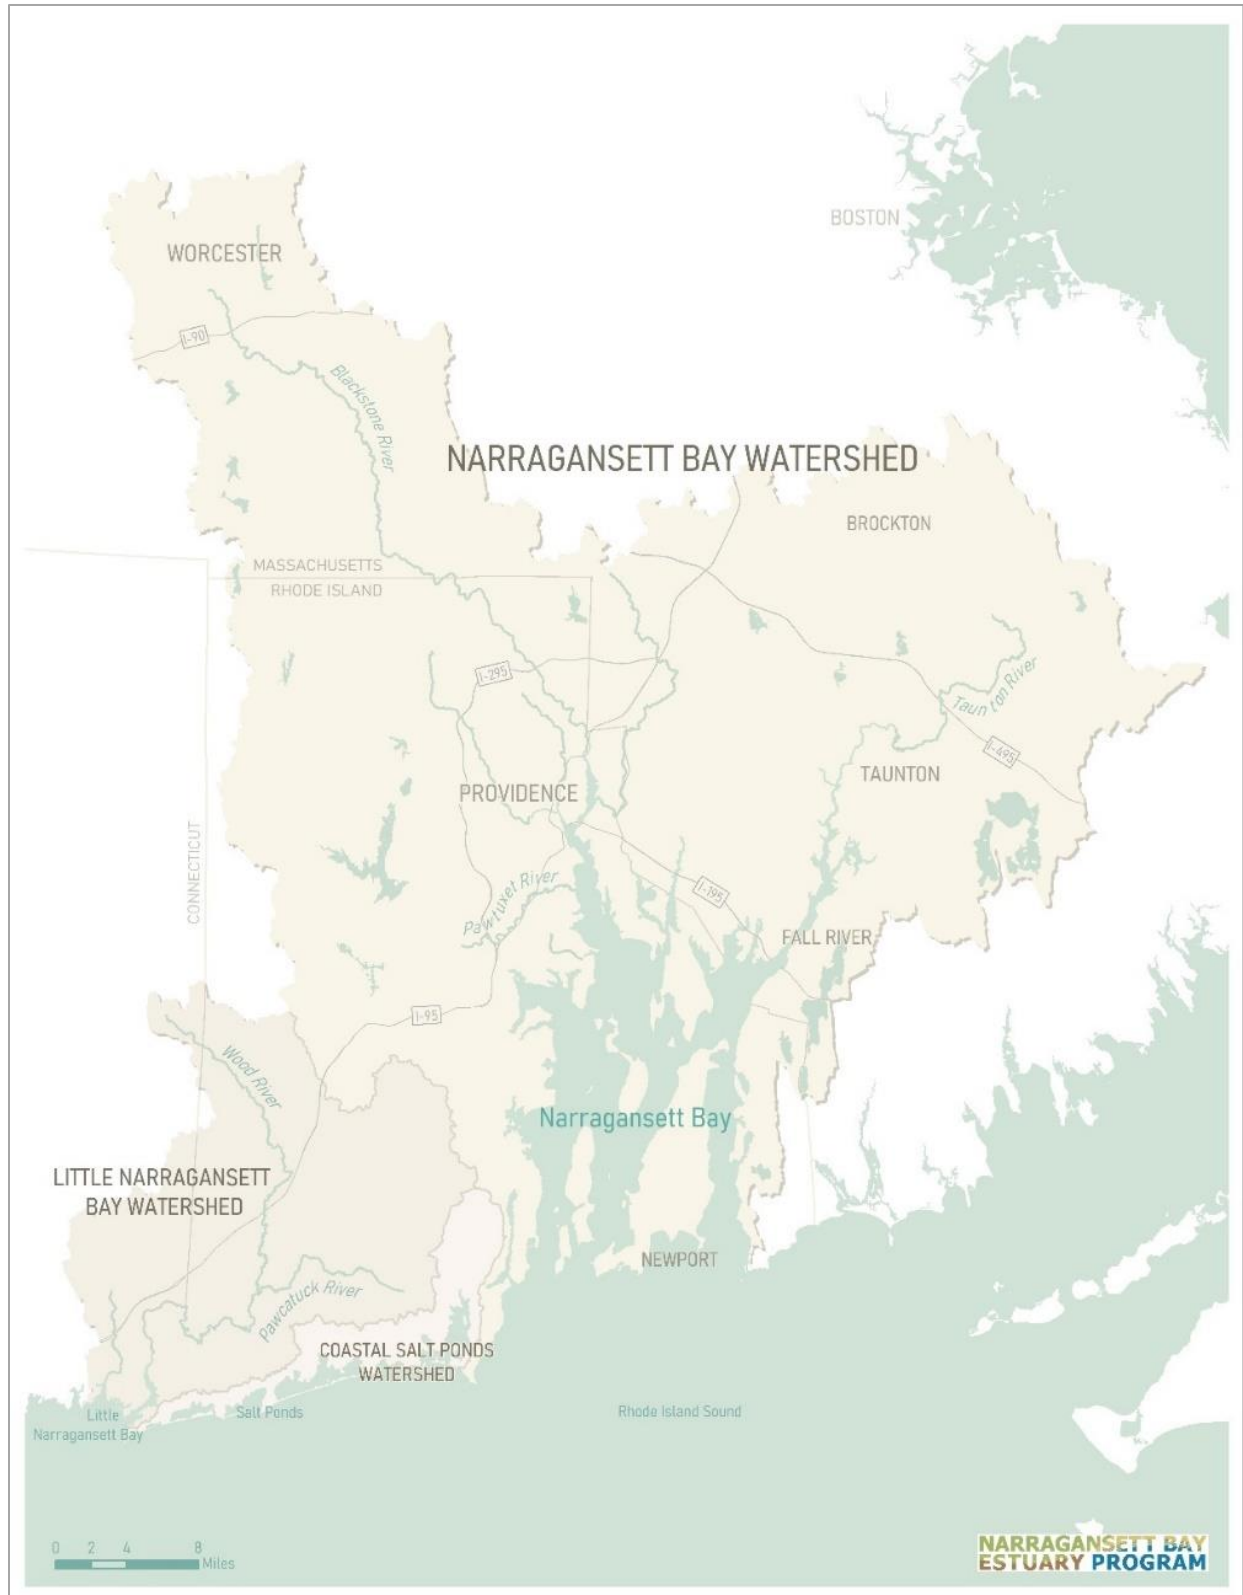 BOSTON
WORCESTER
I-90
Blackstone River
NARRAGANSETT BAY WATERSHED
BROCKTON
MASSACHUSETTS
RHODE ISLAND
I-295
Taunton River
I-495
TAUNTON
PROVIDENCE
CONNECTICUT
I-195
Pawtuxet River
FALL RIVER
I-95
Wood River
Narragansett Bay
LITTLE NARRAGANSETT
BAY WATERSHED
NEWPORT
Pawcatuck River
COASTAL SALT PONDS
WATERSHED
Little
Narragansett Bay
Salt Ponds
Rhode Island Sound
0 2 4 8
Miles
NARRAGANSETT BAY
ESTUARY PROGRAM